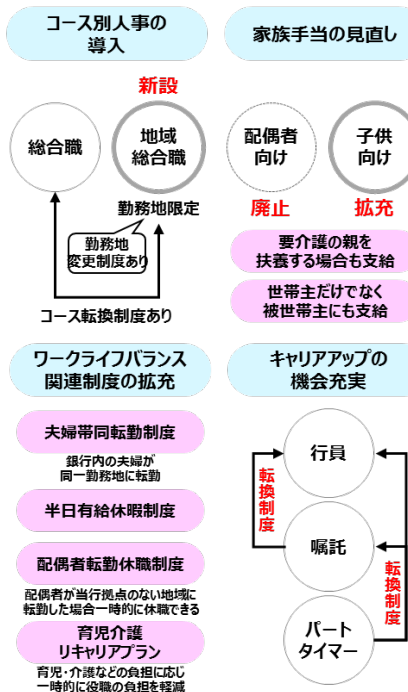 コース別人事の
導入
新設
総合職
地域
総合職
勤務地限定
勤務地
変更制度あり
コース転換制度あり
家族手当の見直し
配偶者
向け
子供
向け
廃止
拡充
要介護の親を
扶養する場合も支給
世帯主だけでなく
被世帯主にも支給
ワークライフバランス
関連制度の拡充
夫婦帯同転勤制度
銀行内の夫婦が
同一勤務地に転勤
半日有給休暇制度
配偶者転勤休職制度
配偶者が当行拠点のない地域に
転勤した場合一時的に休職できる
育児介護
リキャリアプラン
育児・介護などの負担に応じ
一時的に役職の負担を軽減
キャリアアップの
機会充実
行員
転換制度
嘱託
転換制度
パート
タイマー